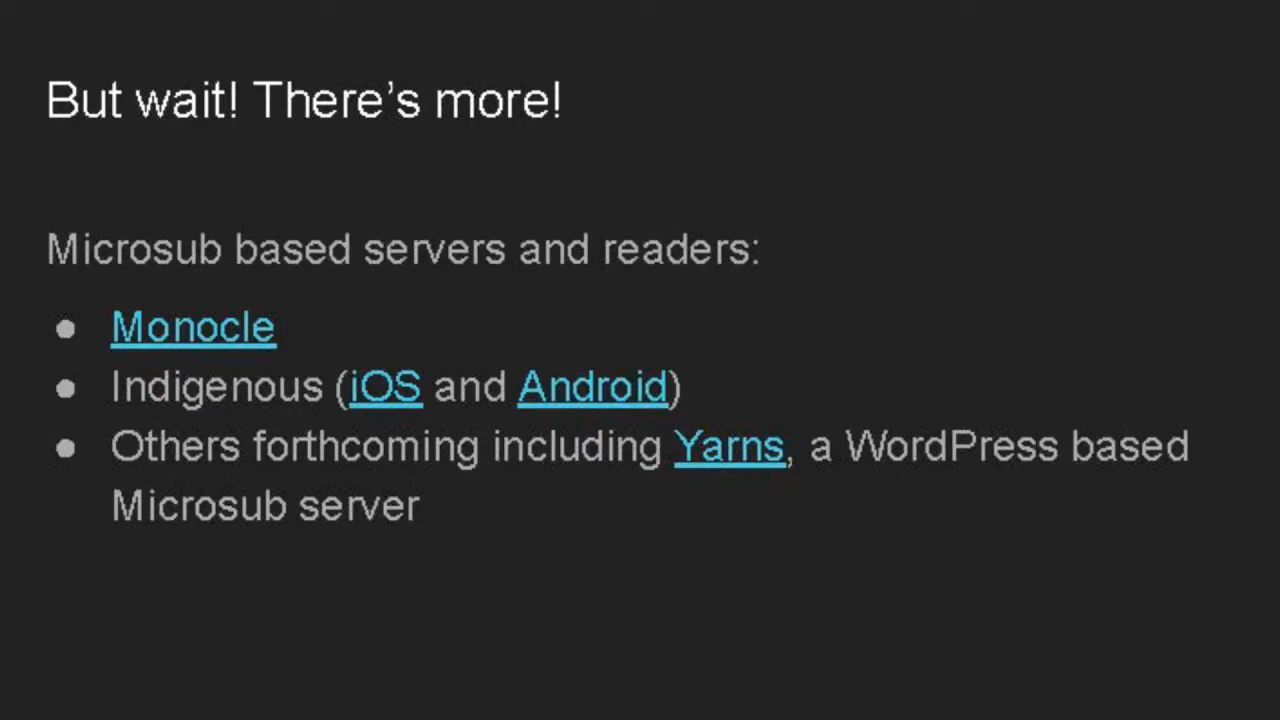 But wait! There’s more!
Microsub based servers and readers:
● Monocle
● Indigenous (iOS and Android)
● Others forthcoming including Yarns, a WordPress based
Microsub server